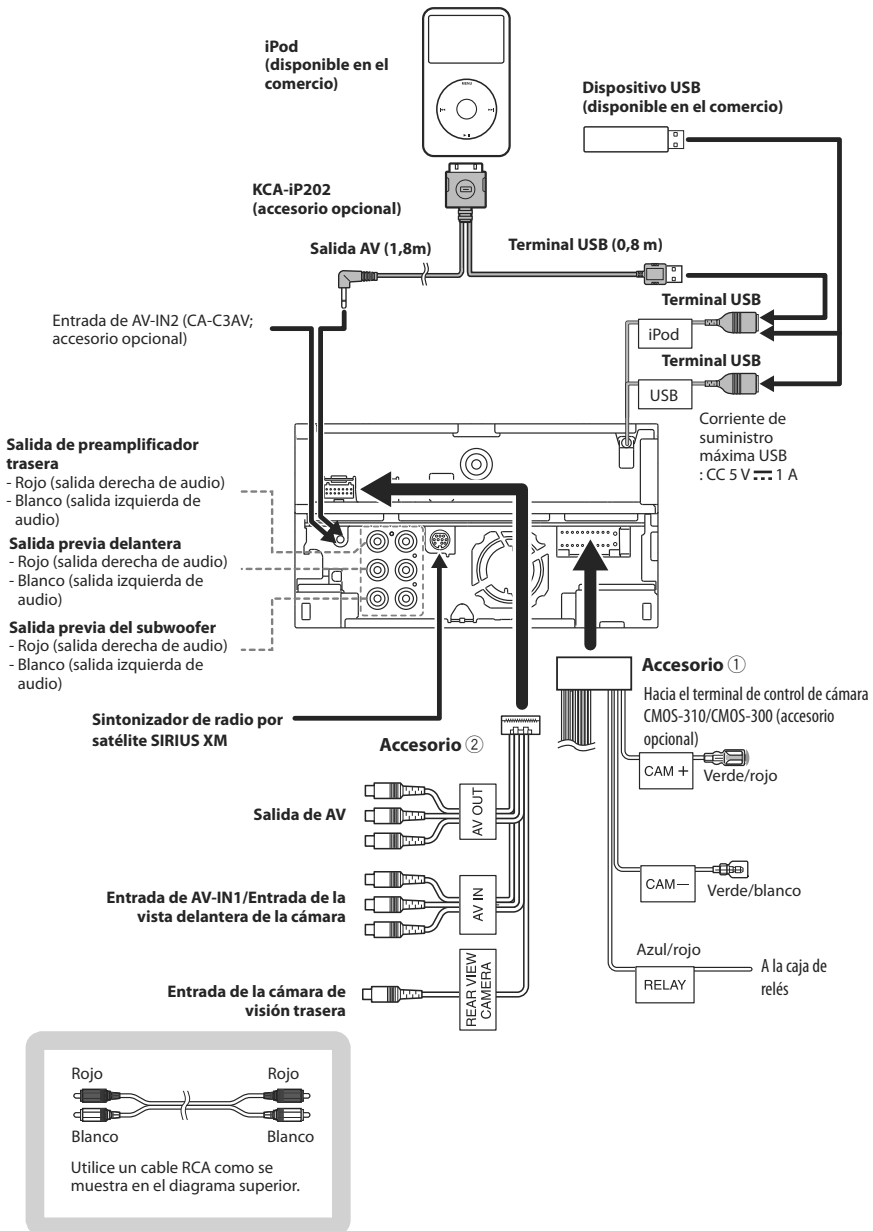 iPod
(disponible en el
comercio)
MENU
Dispositivo USB
(disponible en el comercio)
KCA-iP202
(accesorio opcional)
Salida AV (1,8m)
Terminal USB (0,8 m)
Entrada de AV-IN2 (CA-C3AV;
accesorio opcional)
Terminal USB
iPod
Terminal USB
USB
Corriente de
suministro
máxima USB
: CC 5 V ⎓ 1 A
Salida de preamplificador
trasera
- Rojo (salida derecha de audio)
- Blanco (salida izquierda de
audio)
Salida previa delantera
- Rojo (salida derecha de audio)
- Blanco (salida izquierda de
audio)
Salida previa del subwoofer
- Rojo (salida derecha de audio)
- Blanco (salida izquierda de
audio)
Sintonizador de radio por
satélite SIRIUS XM
Accesorio ②
Accesorio ①
Hacia el terminal de control de cámara
CMOS-310/CMOS-300 (accesorio
opcional)
CAM +
Verde/rojo
Salida de AV
AV OUT
Entrada de AV-IN1/Entrada de la
vista delantera de la cámara
AV IN
CAM—
Verde/blanco
Azul/rojo
RELAY
A la caja de
relés
Entrada de la cámara de
visión trasera
REAR VIEW
CAMERA
Rojo
Rojo
Blanco
Blanco
Utilice un cable RCA como se
muestra en el diagrama superior.